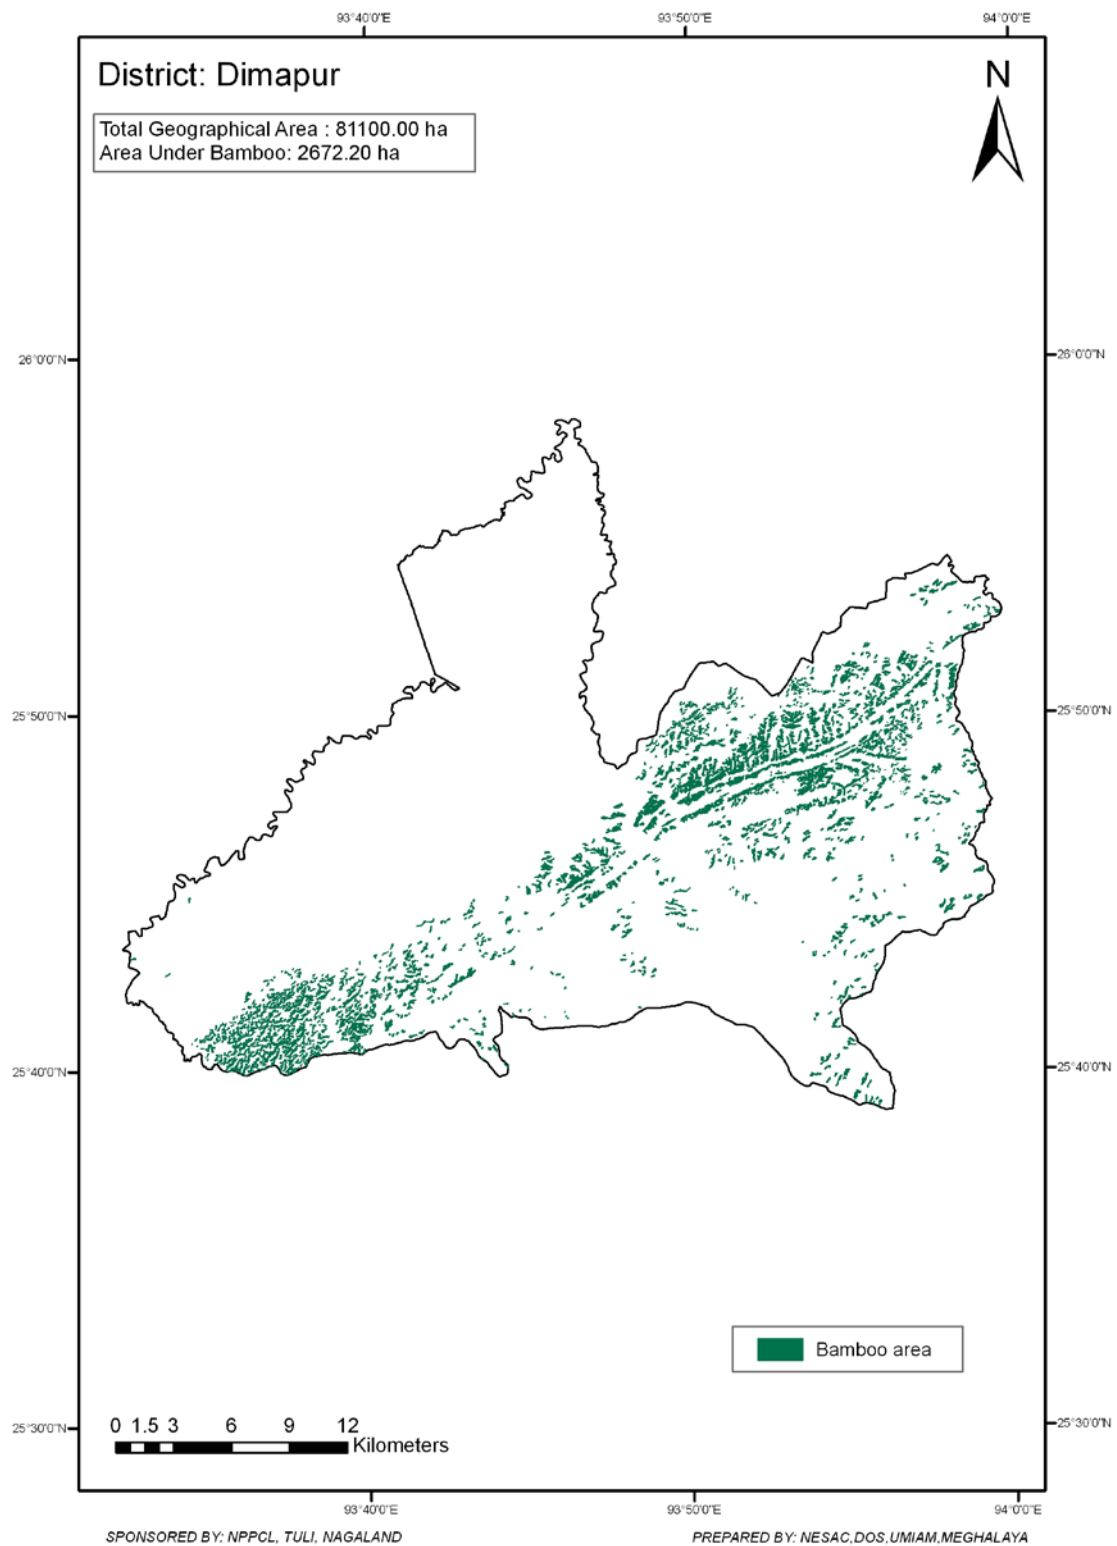 93°40'0"E 93°50'0"E 94°0'0"E
District: Dimapur
N
Total Geographical Area : 81100.00 ha
Area Under Bamboo: 2672.20 ha
26°0'0"N 26°0'0"N
25°50'0"N 25°50'0"N
25°40'0"N 25°40'0"N
Bamboo area
25°30'0"N 25°30'0"N
0 1.5 3 6 9 12
Kilometers
93°40'0"E 93°50'0"E 94°0'0"E
SPONSORED BY: NPPCL, TULI, NAGALAND PREPARED BY: NESAC,DOS,UMIAM,MEGHALAYA